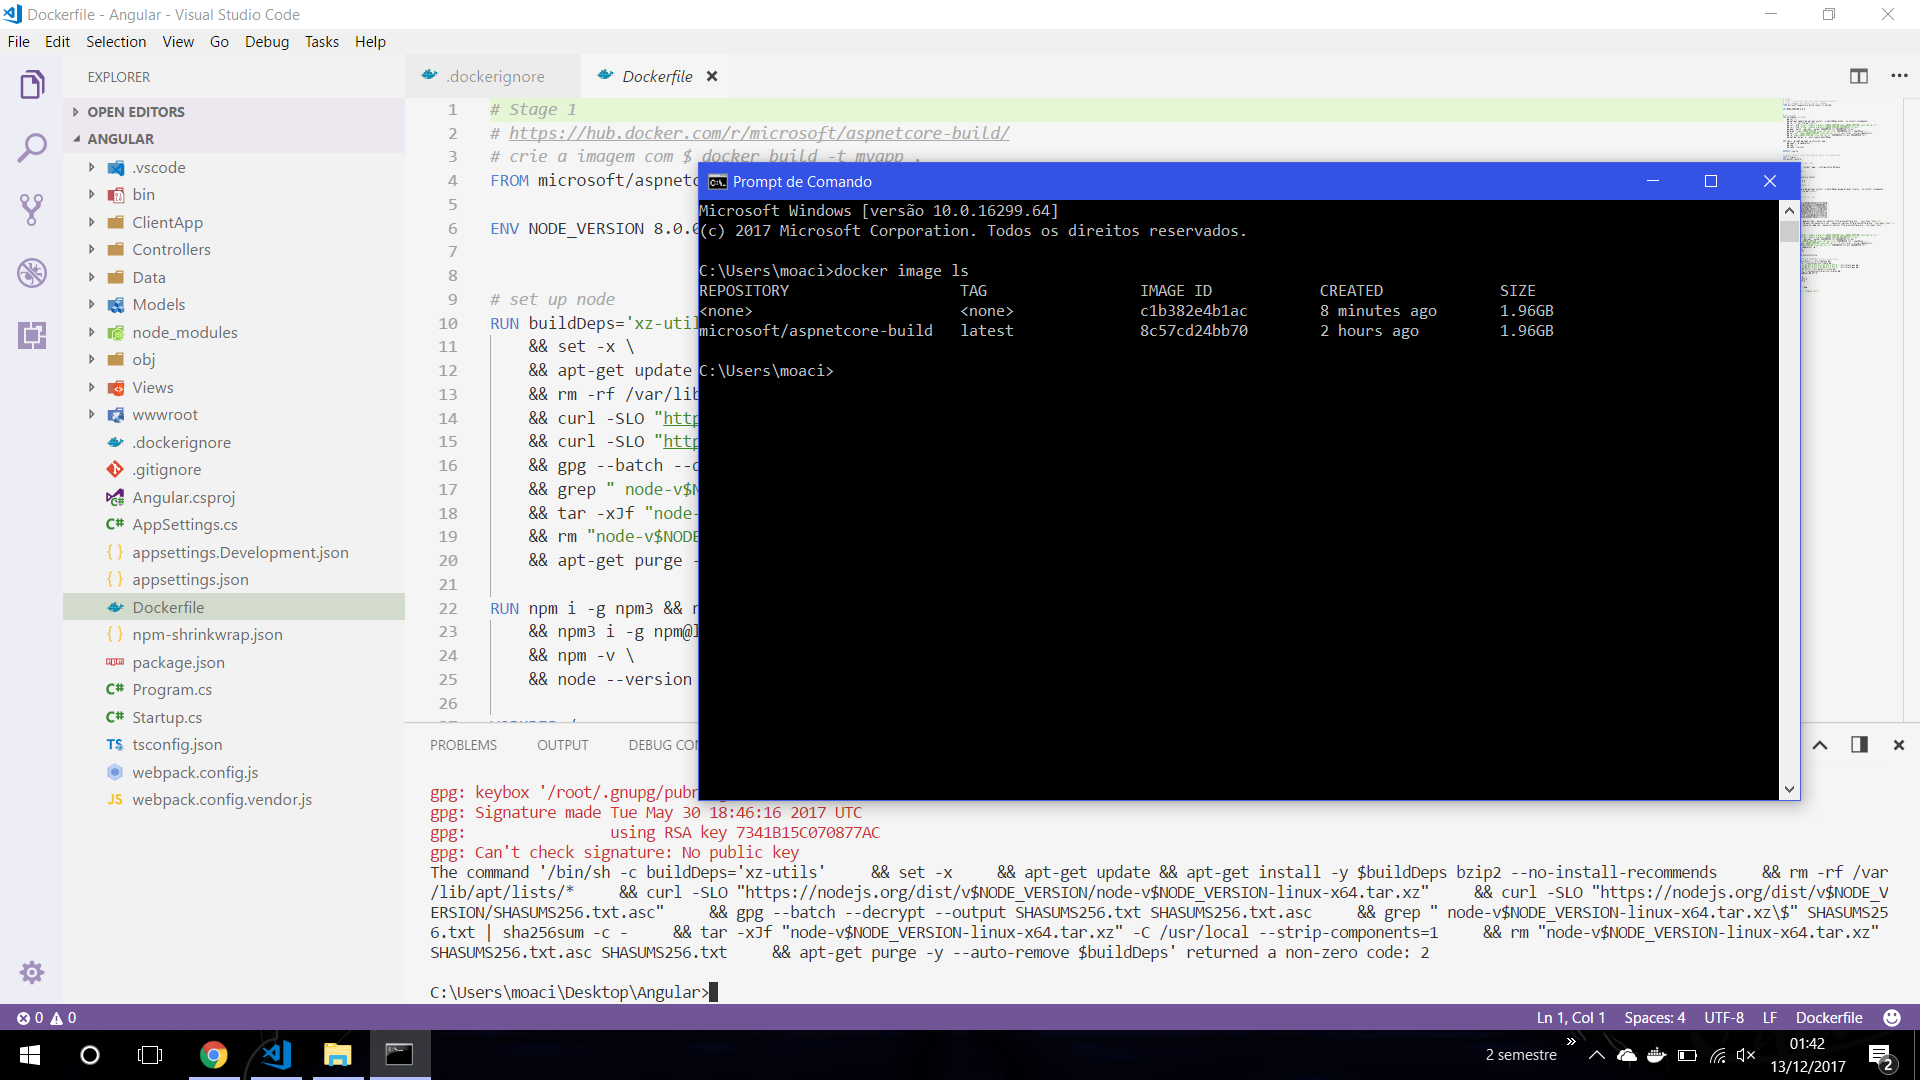 Dockerfile - Angular - Visual Studio Code
File Edit Selection View Go Debug Tasks Help
EXPLORER
OPEN EDITORS
ANGULAR
.vscode
bin
ClientApp
Controllers
Data
Models
node_modules
obj
Views
wwwroot
.dockerignore
.gitignore
Angular.csproj
AppSettings.cs
appsettings.Development.json
appsettings.json
Dockerfile
npm-shrinkwrap.json
package.json
Program.cs
Startup.cs
tsconfig.json
webpack.config.js
webpack.config.vendor.js
.dockerignore Dockerfile
1 # Stage 1
2 # https://hub.docker.com/r/microsoft/aspnetcore-build/
3 # crie a imagem com $ docker build -t myapp .
4 FROM microsoft/aspnetc
5
6 ENV NODE_VERSION 8.0.0
7
8
9 # set up node
10 RUN buildDeps='xz-util
11 && set -x \
12 && apt-get update
13 && rm -rf /var/lib
14 && curl -SLO "http
15 && curl -SLO "http
16 && gpg --batch --d
17 && grep " node-v$N
18 && tar -xJf "node-
19 && rm "node-v$NODE
20 && apt-get purge -
21
22 RUN npm i -g npm3 &&
23 && npm3 i -g npm@l
24 && npm -v \
25 && node --version
26
Prompt de Comando
Microsoft Windows [versão 10.0.16299.64]
(c) 2017 Microsoft Corporation. Todos os direitos reservados.
C:\Users\moaci>docker image ls
REPOSITORY TAG IMAGE ID CREATED SIZE
<none> <none> c1b382e4b1ac 8 minutes ago 1.96GB
microsoft/aspnetcore-build latest 8c57cd24bb70 2 hours ago 1.96GB
C:\Users\moaci>
PROBLEMS OUTPUT DEBUG CON
gpg: keybox '/root/.gnupg/pubr
gpg: Signature made Tue May 30 18:46:16 2017 UTC
gpg: using RSA key 7341B15C070877AC
gpg: Can't check signature: No public key
The command '/bin/sh -c buildDeps='xz-utils' && set -x && apt-get update && apt-get install -y $buildDeps bzip2 --no-install-recommends && rm -rf /var
/lib/apt/lists/* && curl -SLO "https://nodejs.org/dist/v$NODE_VERSION/node-v$NODE_VERSION-linux-x64.tar.xz" && curl -SLO "https://nodejs.org/dist/v$NODE_V
ERSION/SHASUMS256.txt.asc" && gpg --batch --decrypt --output SHASUMS256.txt SHASUMS256.txt.asc && grep " node-v$NODE_VERSION-linux-x64.tar.xz\$" SHASUMS25
6.txt | sha256sum -c - && tar -xJf "node-v$NODE_VERSION-linux-x64.tar.xz" -C /usr/local --strip-components=1 && rm "node-v$NODE_VERSION-linux-x64.tar.xz"
SHASUMS256.txt.asc SHASUMS256.txt && apt-get purge -y --auto-remove $buildDeps' returned a non-zero code: 2
C:\Users\moaci\Desktop\Angular>
0 0
Ln 1, Col 1 Spaces: 4 UTF-8 LF Dockerfile
2 semestre
01:42
13/12/2017
2